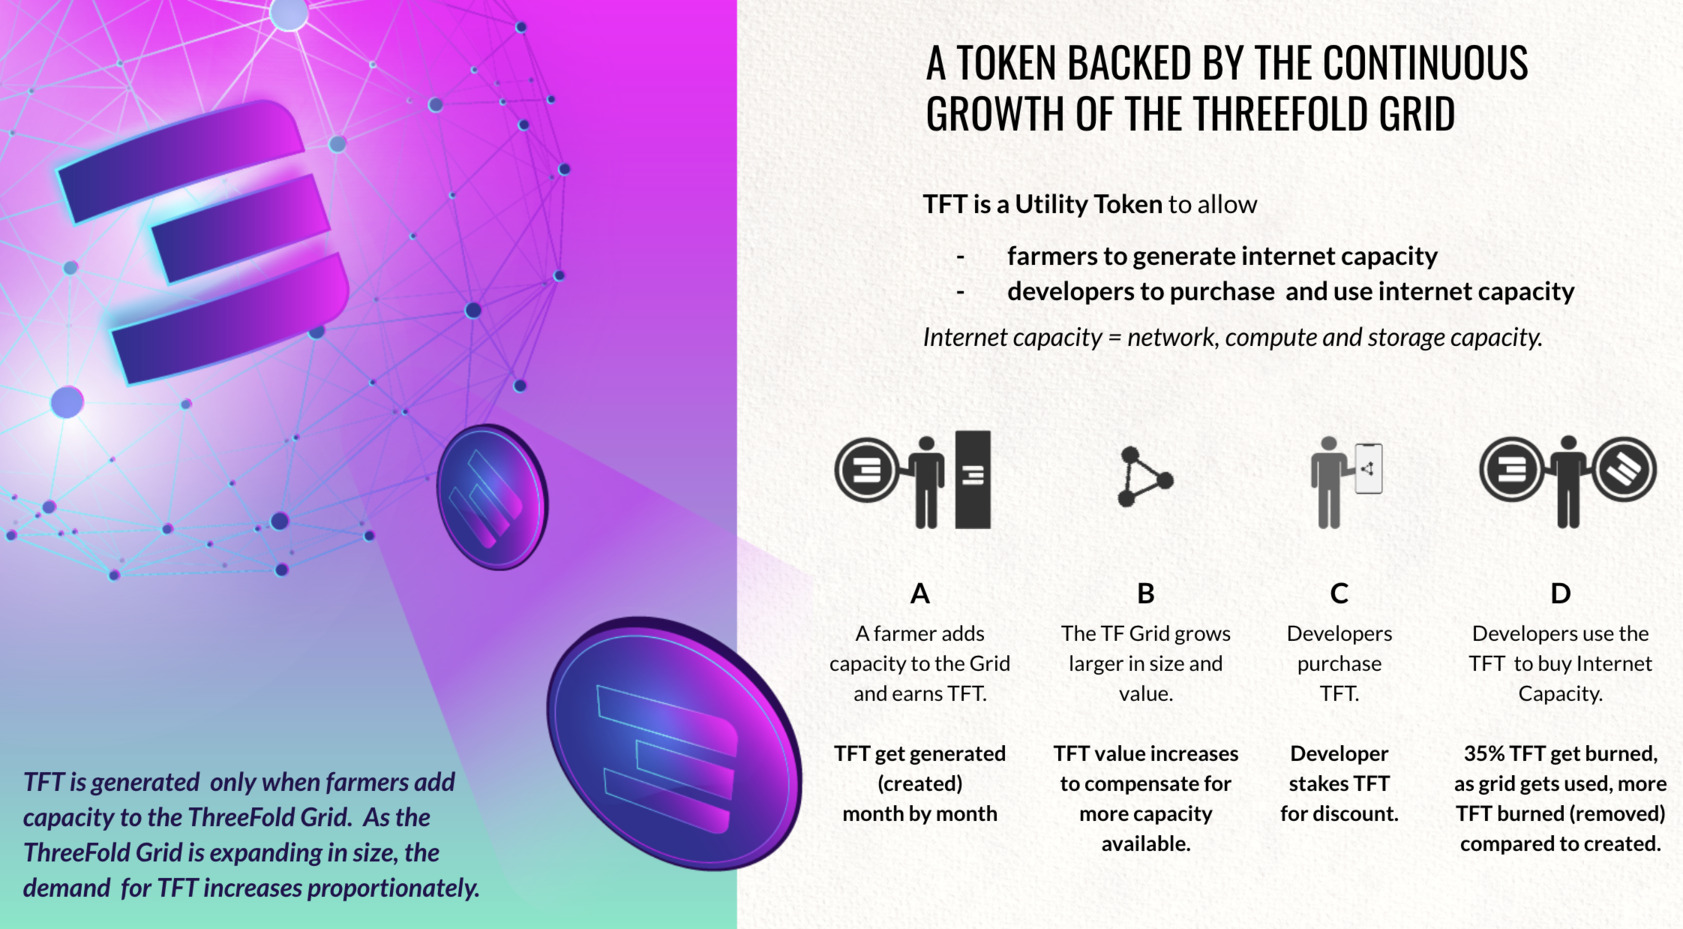 A TOKEN BACKED BY THE CONTINUOUS
GROWTH OF THE THREEFOLD GRID
TFT is a Utility Token to allow
- farmers to generate internet capacity
- developers to purchase and use internet capacity
Internet capacity = network, compute and storage capacity.
A
A farmer adds
capacity to the Grid
and earns TFT.
TFT get generated
(created)
month by month
B
The TF Grid grows
larger in size and
value.
TFT value increases
to compensate for
more capacity
available.
C
Developers
purchase
TFT.
Developer
stakes TFT
for discount.
D
Developers use the
TFT to buy Internet
Capacity.
35% TFT get burned,
as grid gets used, more
TFT burned (removed)
compared to created.
TFT is generated only when farmers add
capacity to the ThreeFold Grid. As the
ThreeFold Grid is expanding in size, the
demand for TFT increases proportionately.